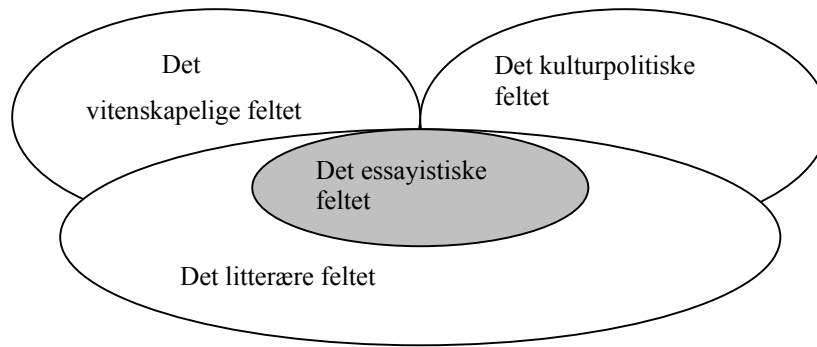 Det
vitenskapelige feltet
Det kulturpolitiske
feltet
Det essayistiske
feltet
Det litterære feltet